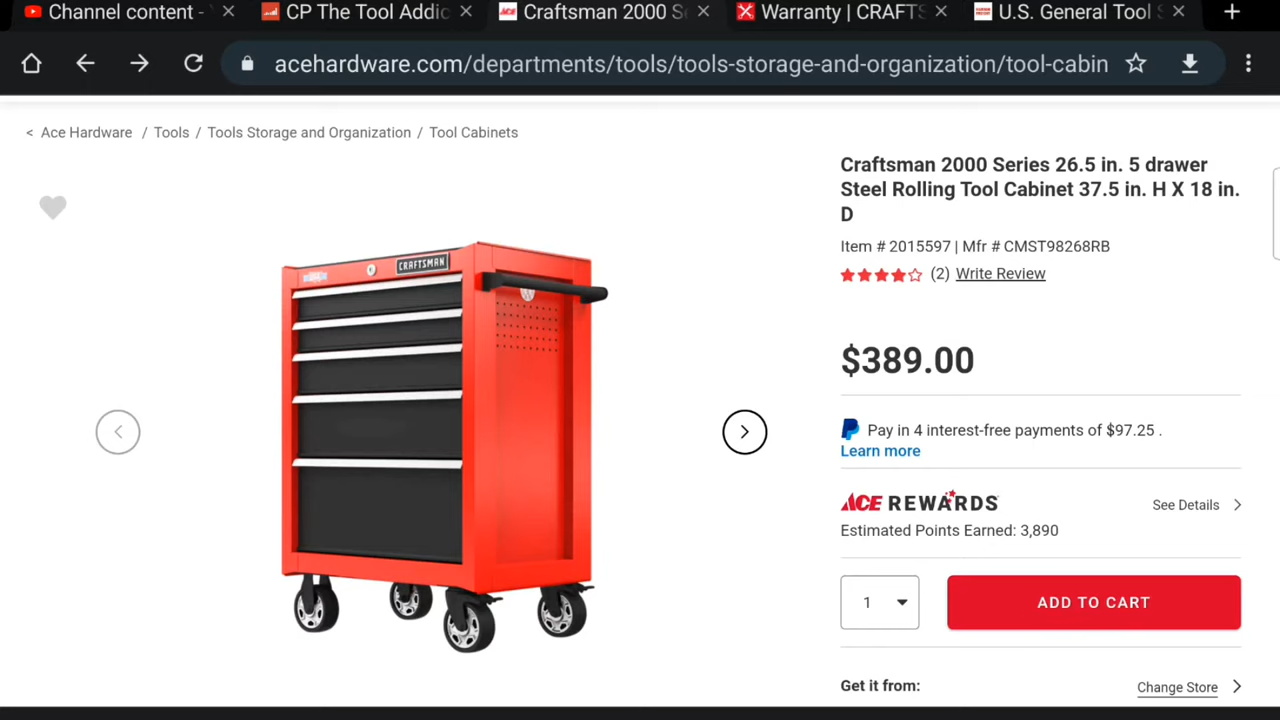 Channel content -
CP The Tool Addic
Craftsman 2000 S
Warranty | CRAFTS
U.S. General Tool S
acehardware.com/departments/tools/tools-storage-and-organization/tool-cabin
< Ace Hardware / Tools / Tools Storage and Organization / Tool Cabinets
Craftsman 2000 Series 26.5 in. 5 drawer
Steel Rolling Tool Cabinet 37.5 in. H X 18 in.
D
Item # 2015597 | Mfr # CMST98268RB
(2) Write Review
CRAFTSMAN
$389.00
Pay in 4 interest-free payments of $97.25 .
Learn more
ACE REWARDS
See Details
Estimated Points Earned: 3,890
1
ADD TO CART
Get it from:
Change Store